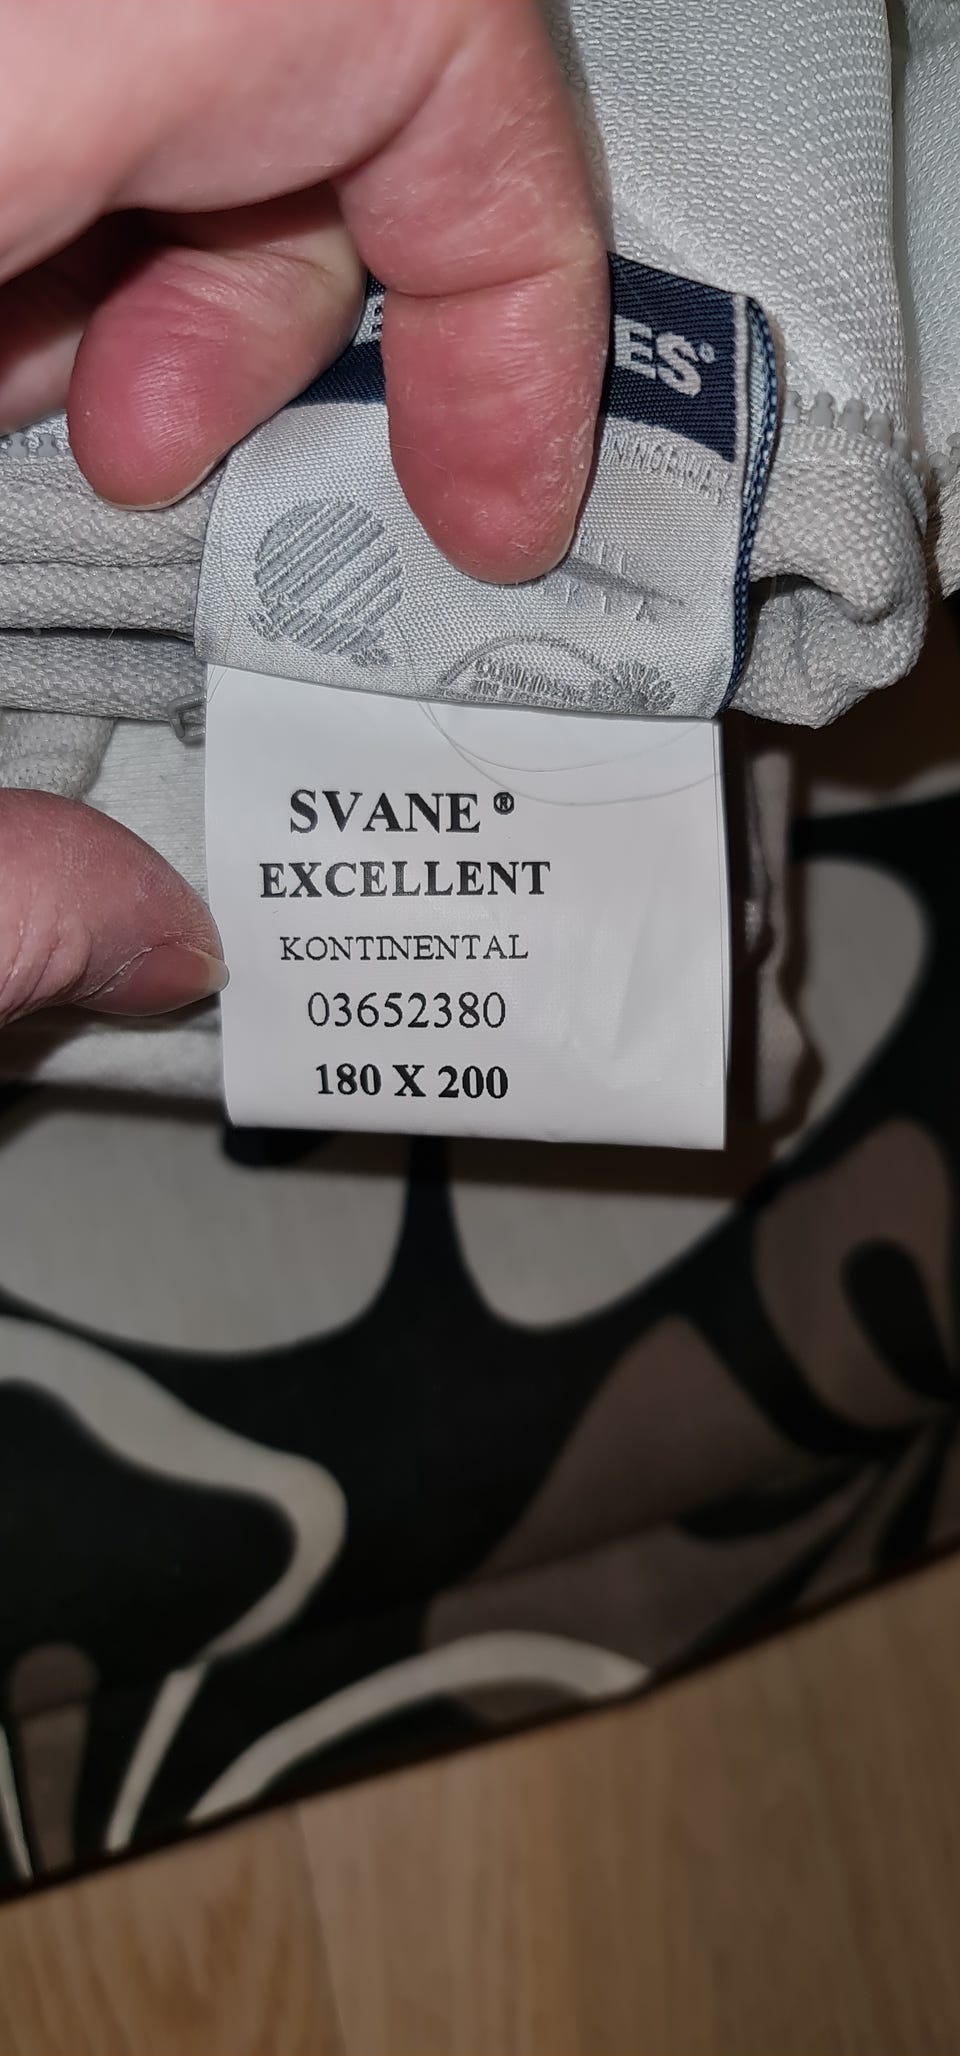 ES®
SVANE®
EXCELLENT
KONTINENTAL
03652380
180 X 200